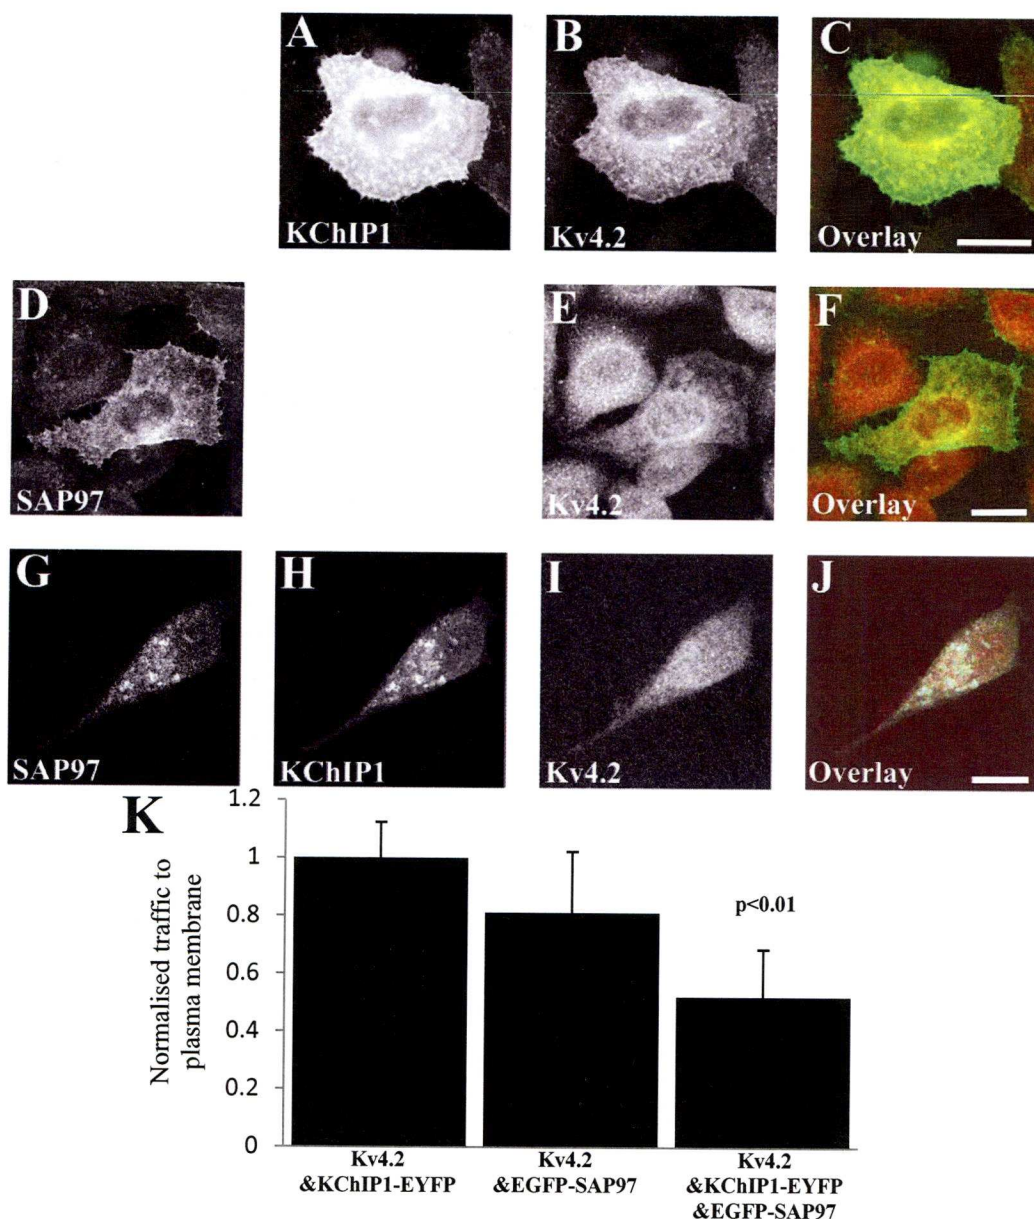 A
B
C
KChIP1
Kv4.2
Overlay
D
E
F
SAP97
Kv4.2
Overlay
G
H
I
J
SAP97
KChIP1
Kv4.2
Overlay
K
Normalised traffic to
plasma membrane
1.2
1
0.8
0.6
0.4
0.2
0
p<0.01
Kv4.2
&KChIP1-EYFP
Kv4.2
&EGFP-SAP97
Kv4.2
&KChIP1-EYFP
&EGFP-SAP97